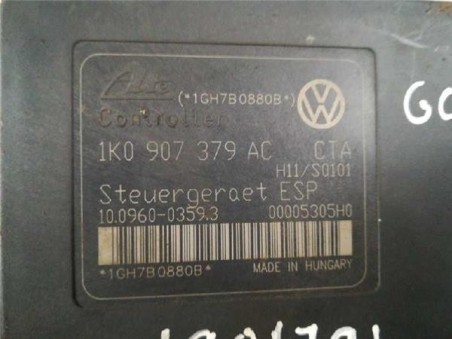 Ate (*1GH7B0880B*)
Controller
1K0 907 379 AC CTA
H11/S0101
Steuergeraet ESP
10.0960-0359.3 00005305H0
*1GH7B0880B* MADE IN HUNGARY